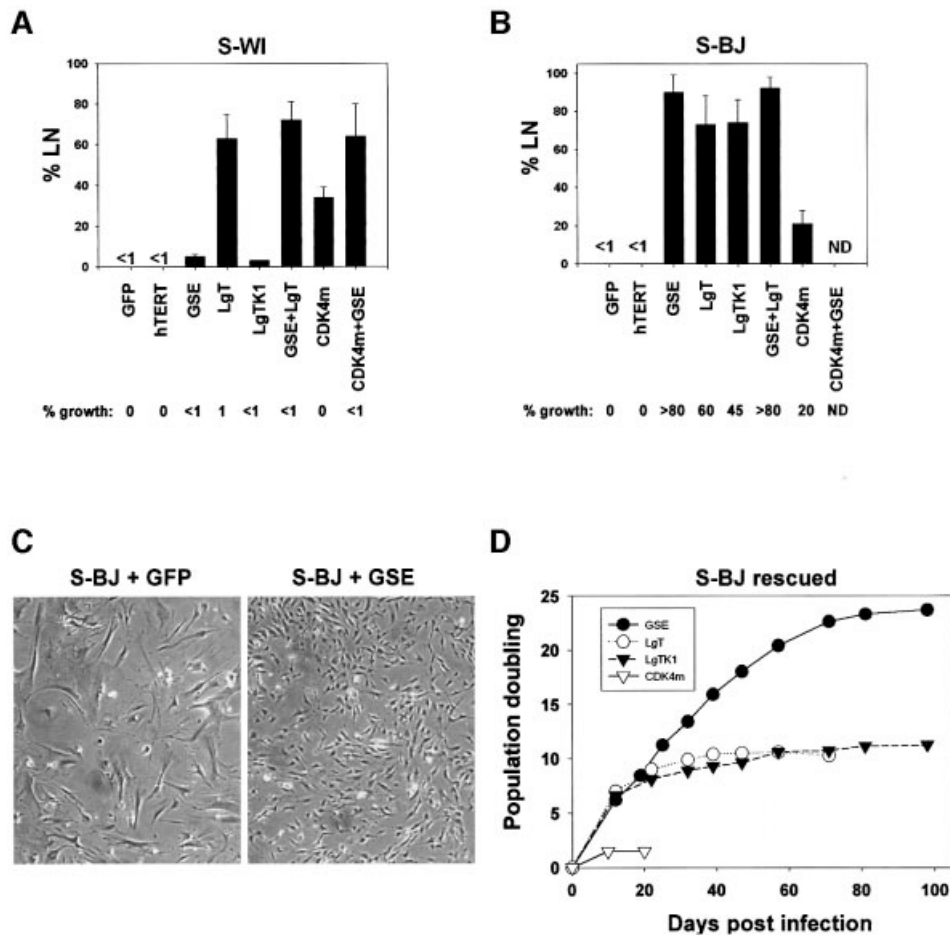 A
S-WI
% LN
100
80
60
40
20
0
<1 <1
GFP
hTERT
GSE
LgT
LgTK1
GSE+LgT
CDK4m
CDK4m+GSE
% growth: 0 0 <1 1 <1 <1 0 <1
B
S-BJ
% LN
100
80
60
40
20
0
<1 <1 ND
GFP
hTERT
GSE
LgT
LgTK1
GSE+LgT
CDK4m
CDK4m+GSE
% growth: 0 0 >80 60 45 >80 20 ND
C
S-BJ + GFP S-BJ + GSE
D
S-BJ rescued
Population doubling
25
20
15
10
5
0
GSE
LgT
LgTK1
CDK4m
0 20 40 60 80 100
Days post infection